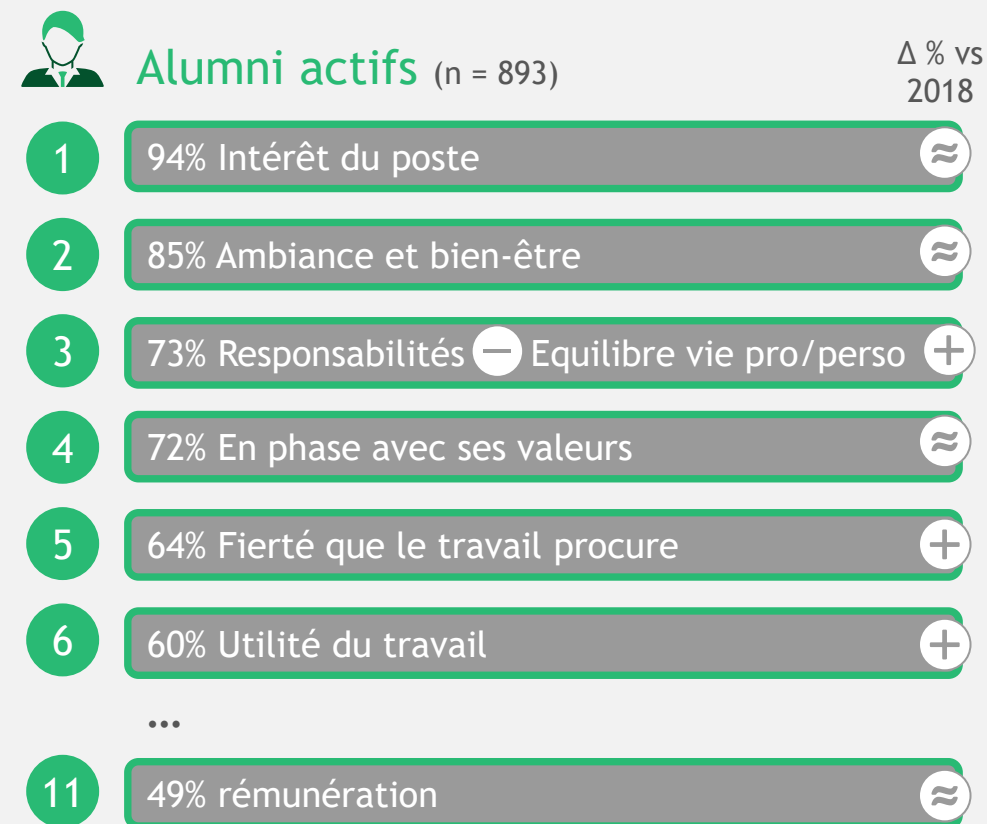 Alumni actifs (n = 893)
Δ % vs
2018
1
94% Intérêt du poste ≈
2
85% Ambiance et bien-être ≈
3
73% Responsabilités − Equilibre vie pro/perso +
4
72% En phase avec ses valeurs ≈
5
64% Fierté que le travail procure +
6
60% Utilité du travail +
...
11
49% rémunération ≈